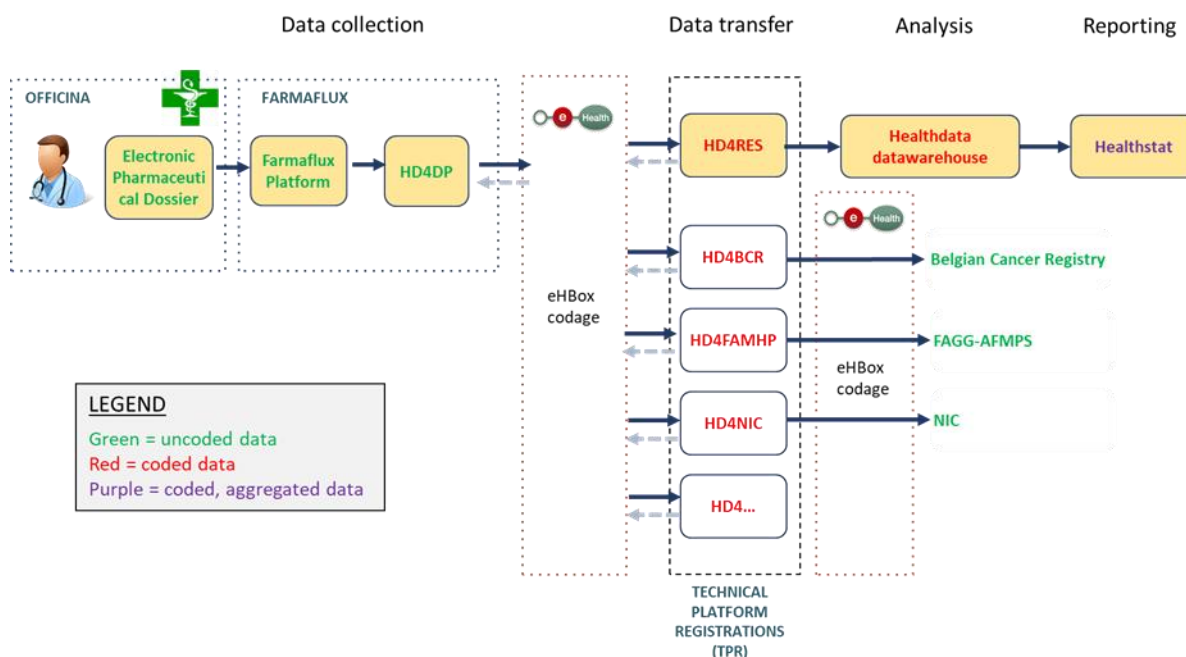 Data collection
Data transfer
Analysis
Reporting
OFFICINA
FARMAFLUX
Electronic
Pharmaceuti
cal Dossier
Farmaflux
Platform
HD4DP
e Health
HD4RES
Healthdata
datawarehouse
Healthstat
e Health
HD4BCR
Belgian Cancer Registry
eHBox
codage
HD4FAMHP
FAGG-AFMPS
eHBox
codage
HD4NIC
NIC
HD4...
LEGEND
Green = uncoded data
Red = coded data
Purple = coded, aggregated data
TECHNICAL
PLATFORM
REGISTRATIONS
(TPR)